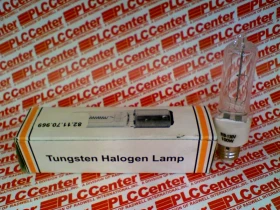 PLCCenter
82.11.70.969
Tungsten Halogen Lamp